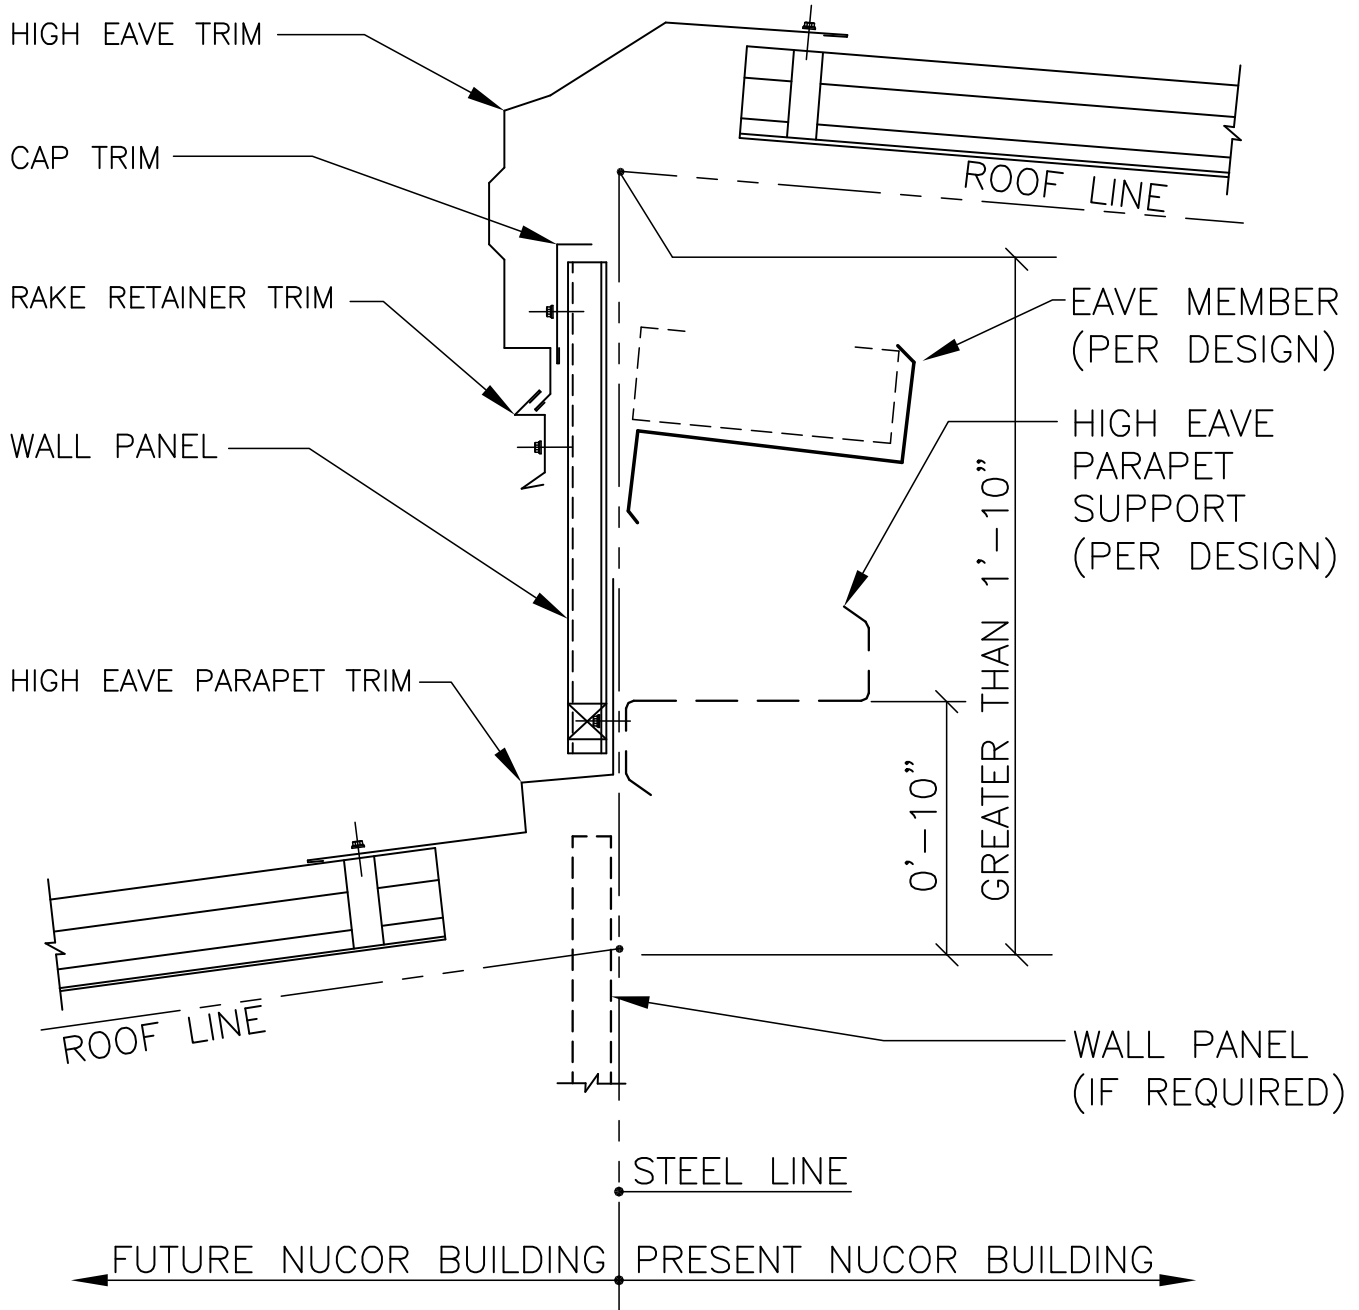 HIGH EAVE TRIM
CAP TRIM
ROOF LINE
RAKE RETAINER TRIM
EAVE MEMBER
(PER DESIGN)
WALL PANEL
HIGH EAVE
PARAPET
SUPPORT
(PER DESIGN)
GREATER THAN 1'-10"
HIGH EAVE PARAPET TRIM
0'-10"
ROOF LINE
WALL PANEL
(IF REQUIRED)
STEEL LINE
FUTURE NUCOR BUILDING
PRESENT NUCOR BUILDING